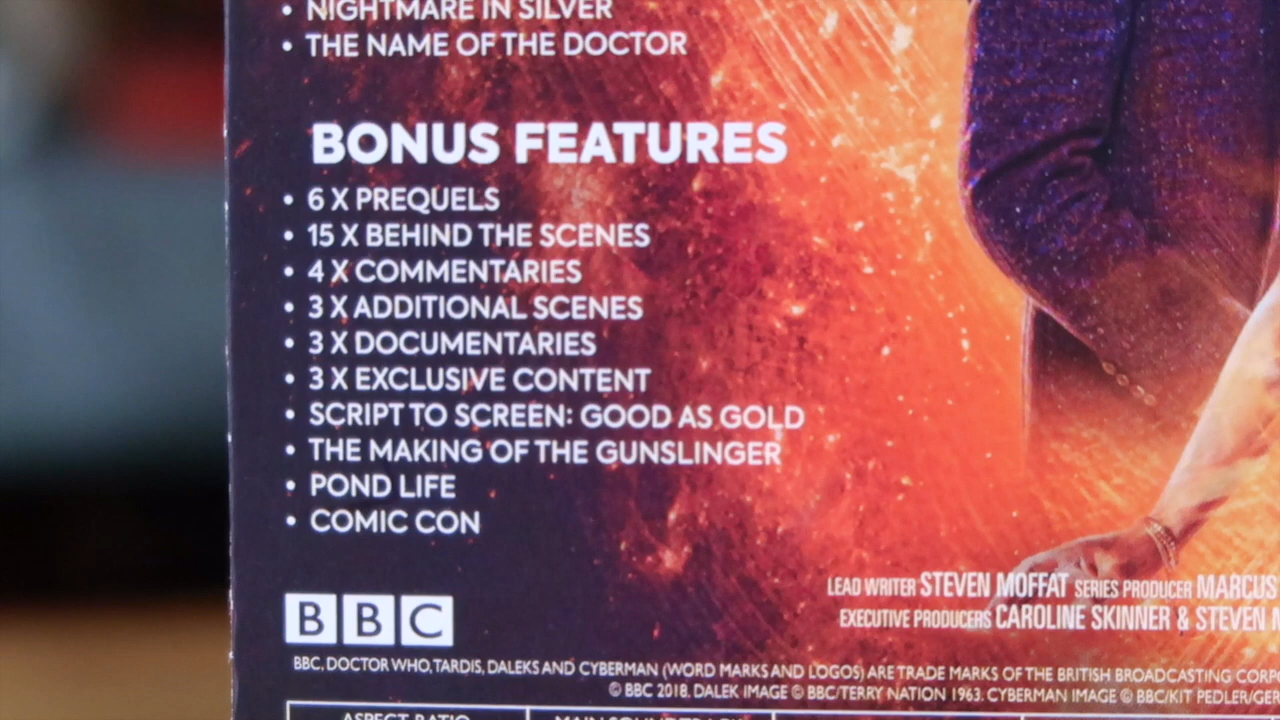 • NIGHTMARE IN SILVER
• THE NAME OF THE DOCTOR
BONUS FEATURES
• 6 X PREQUELS
• 15 X BEHIND THE SCENES
• 4 X COMMENTARIES
• 3 X ADDITIONAL SCENES
• 3 X DOCUMENTARIES
• 3 X EXCLUSIVE CONTENT
• SCRIPT TO SCREEN: GOOD AS GOLD
• THE MAKING OF THE GUNSLINGER
• POND LIFE
• COMIC CON
LEAD WRITER STEVEN MOFFAT SERIES PRODUCER MARCUS
EXECUTIVE PRODUCERS CAROLINE SKINNER & STEVEN
BBC
BBC, DOCTOR WHO, TARDIS, DALEKS AND CYBERMAN (WORD MARKS AND LOGOS) ARE TRADE MARKS OF THE BRITISH BROADCASTING
© BBC 2018. DALEK IMAGE © BBC/TERRY NATION 1963. CYBERMAN IMAGE © BBC/KIT PEDLER/
ASPECT RATIO